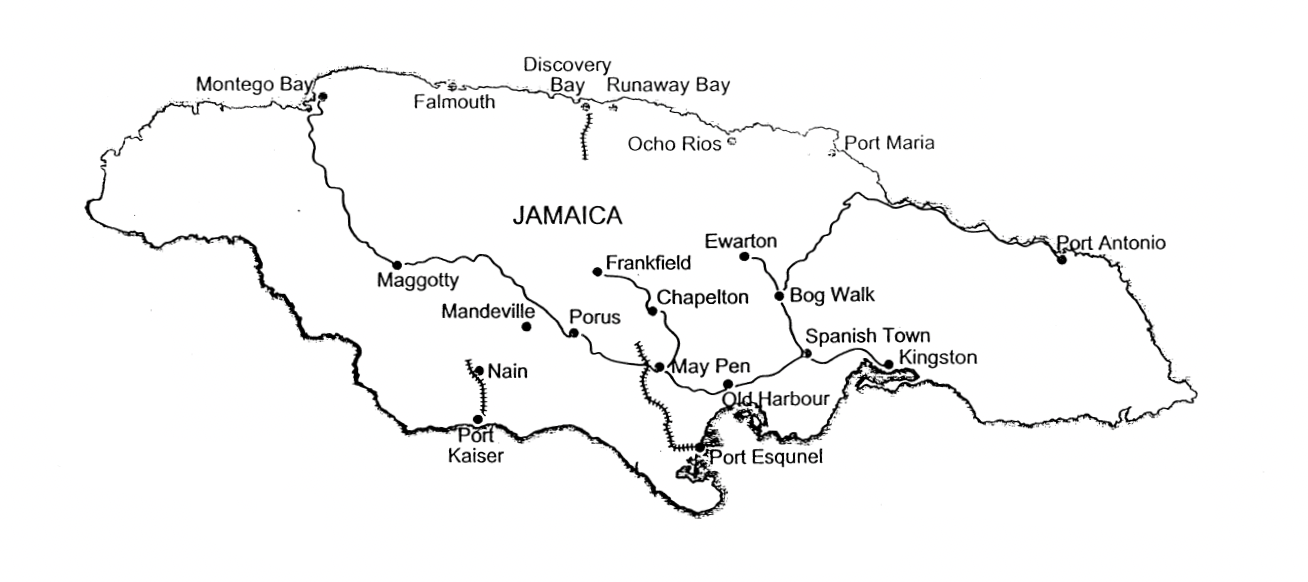 Discovery
Bay
Runaway Bay
Montego Bay
Falmouth
Ocho Rios
Port Maria
JAMAICA
Ewarton
Port Antonio
Frankfield
Maggotty
Chapelton
Bog Walk
Mandeville
Porus
Spanish Town
Kingston
Nain
May Pen
Old Harbour
Port
Kaiser
Port Esqunel